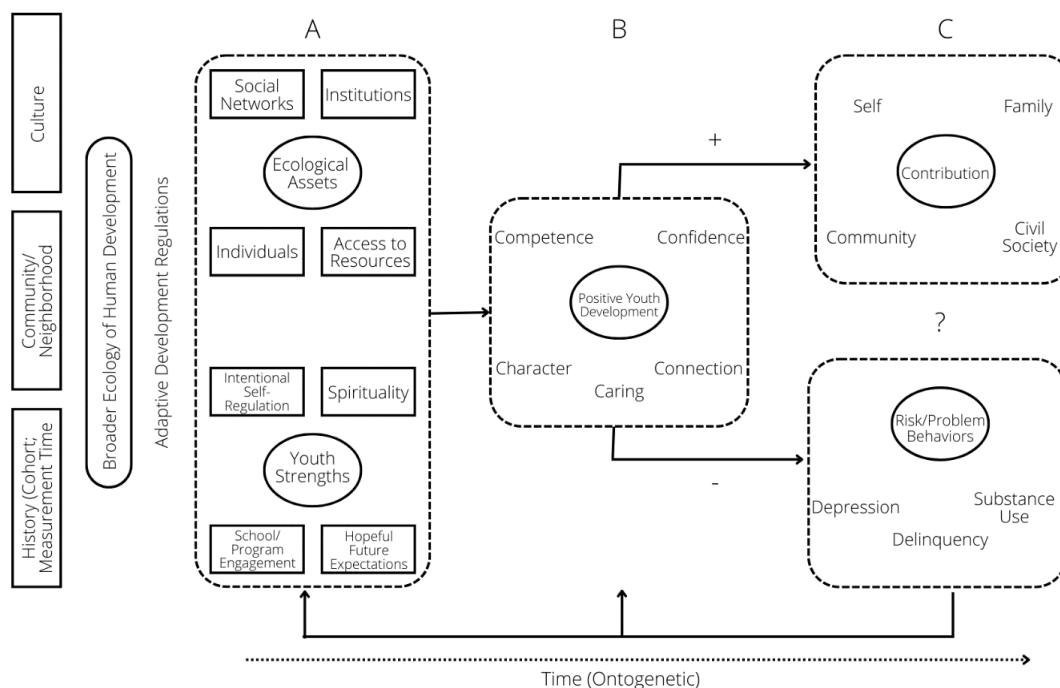 A
B
C
Culture
Community/
Neighborhood
History (Cohort;
Measurement Time
Broader Ecology of Human Development
Adaptive Development Regulations
Social
Networks
Institutions
Ecological
Assets
Individuals
Access to
Resources
Intentional
Self-
Regulation
Spirituality
Youth
Strengths
School/
Program
Engagement
Hopeful
Future
Expectations
Competence
Confidence
Positive Youth
Development
Character
Connection
Caring
+
-
Self
Family
Contribution
Community
Civil
Society
?
Risk/Problem
Behaviors
Depression
Substance
Use
Delinquency
Time (Ontogenetic)